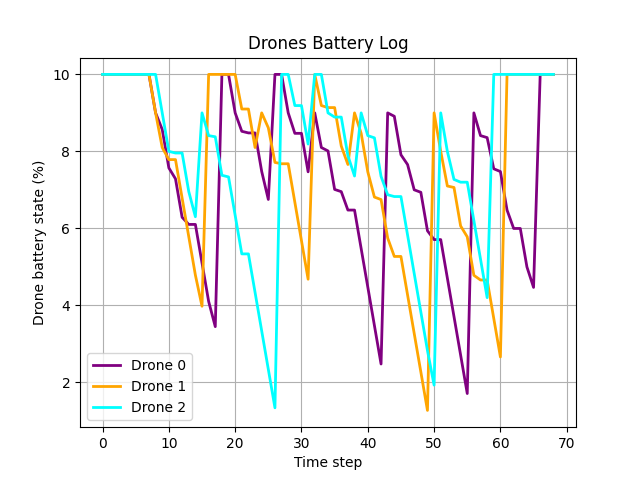 Drones Battery Log
Drone battery state (%)
10
8
6
4
2
Drone 0
Drone 1
Drone 2
0 10 20 30 40 50 60 70
Time step